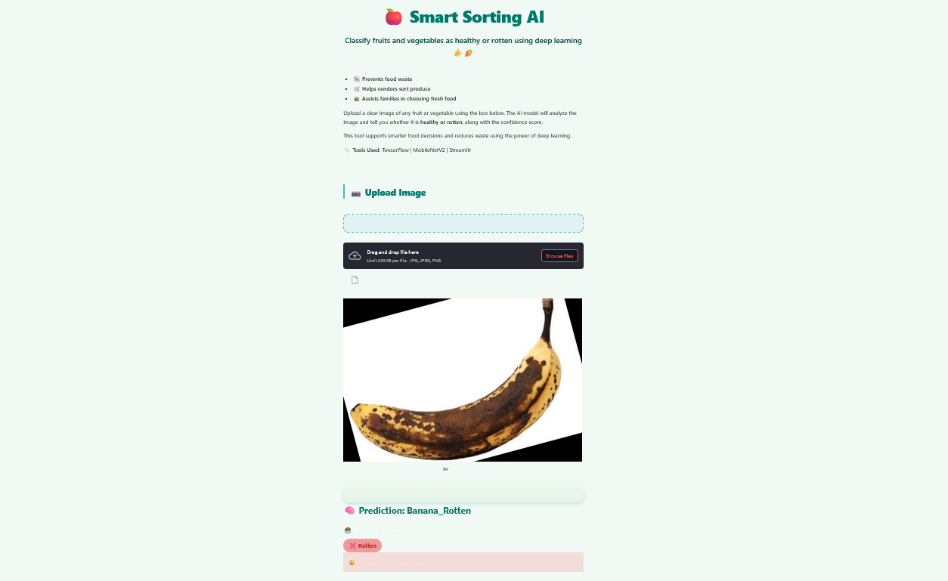 Smart Sorting AI
Classify fruits and vegetables as healthy or rotten using deep learning
Prevents food waste
Helps vendors sort produce
Assists families in choosing fresh food
Upload a clear image of any fruit or vegetable using the box below. The AI model will analyze the
image and tell you whether it is healthy or rotten, along with the confidence score.
This tool supports smarter food decisions and reduces waste using the power of deep learning.
Tools Used: TensorFlow | MobileNetV2 | Streamlit
Upload Image
Drag and drop file here
Limit 200MB per file • JPG, JPEG, PNG
Browse files
Prediction: Banana_Rotten
Rotten